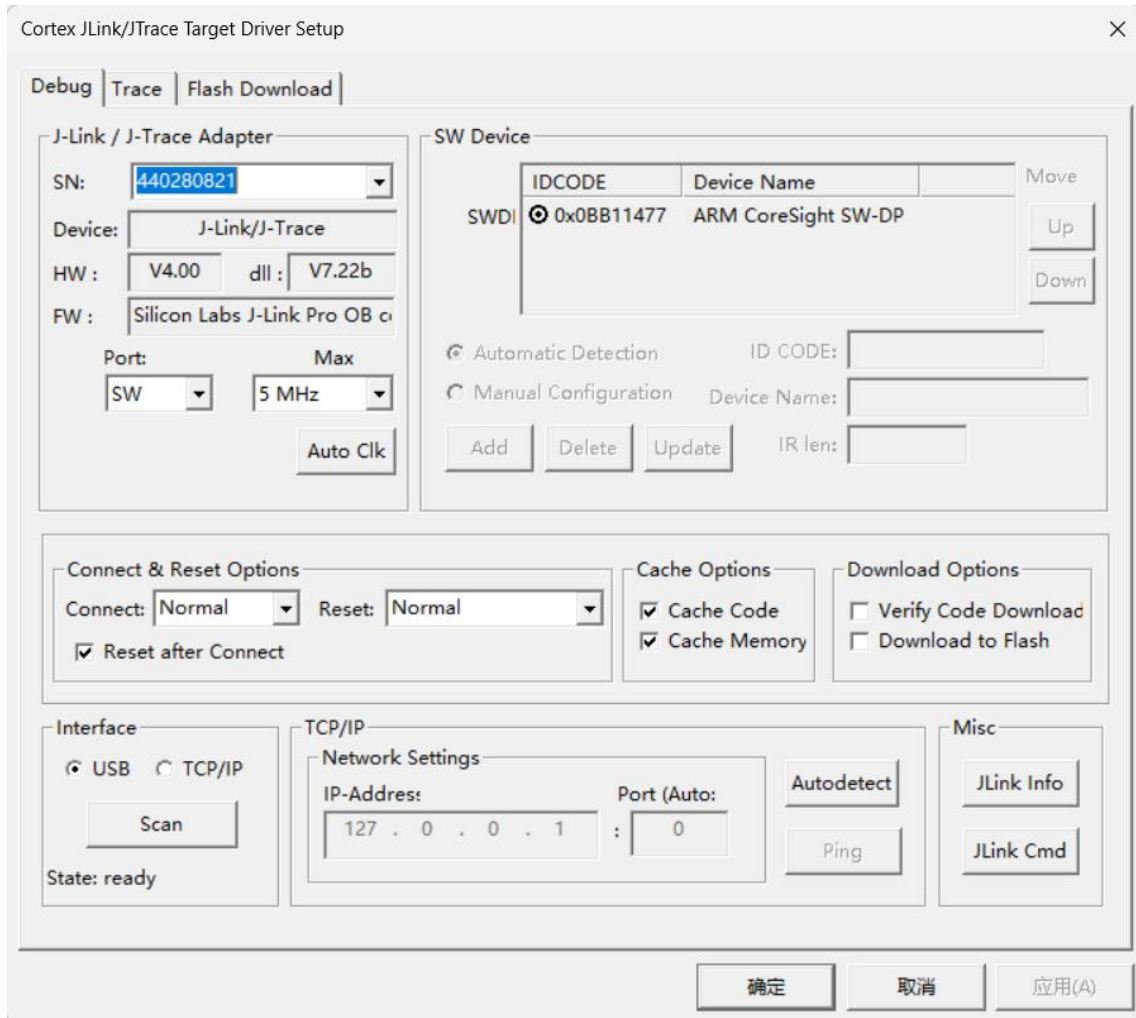 Cortex JLink/JTrace Target Driver Setup
Debug
Trace
Flash Download
J-Link / J-Trace Adapter
SN:
440280821
Device:
J-Link/J-Trace
HW :
V4.00
dll :
V7.22b
FW :
Silicon Labs J-Link Pro OB c
Port:
Max
SW
5 MHz
Auto Clk
SW Device
IDCODE
Device Name
Move
SWDI
0x0BB11477
ARM CoreSight SW-DP
Up
Down
Automatic Detection
ID CODE:
Manual Configuration
Device Name:
Add
Delete
Update
IR len:
Connect & Reset Options
Connect:
Normal
Reset:
Normal
Reset after Connect
Cache Options
Cache Code
Cache Memory
Download Options
Verify Code Download
Download to Flash
Interface
USB
TCP/IP
Scan
State: ready
TCP/IP
Network Settings
IP-Address
Port (Auto:
127 . 0 . 0 . 1
:
0
Autodetect
Ping
Misc
JLink Info
JLink Cmd
确定
取消
应用(A)